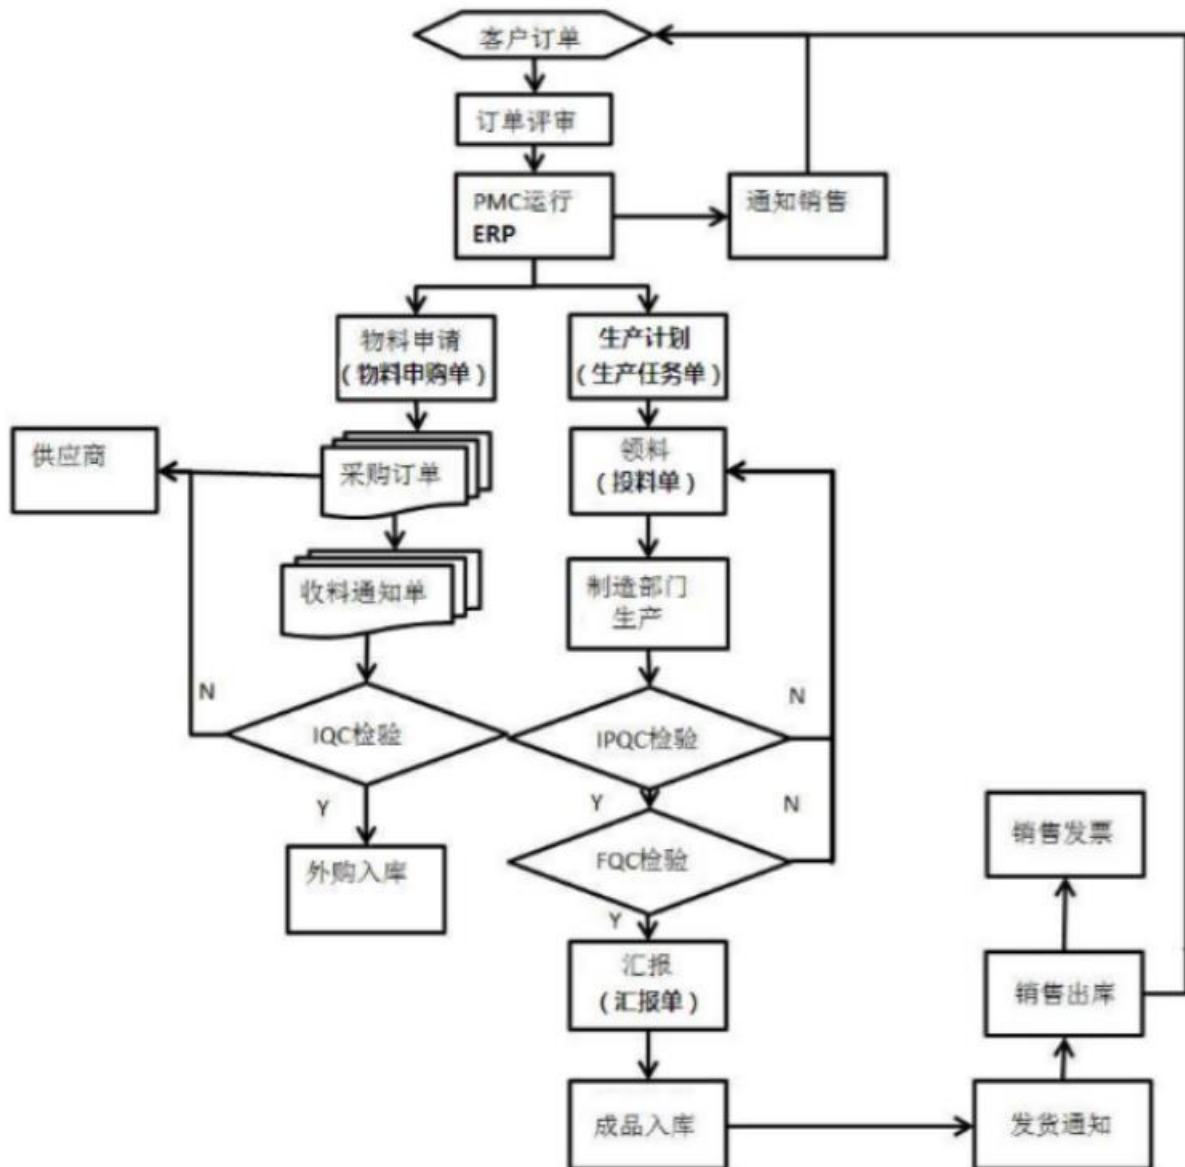 客户订单
订单评审
PMC运行
ERP
通知销售
物料申请
（物料申购单）
生产计划
（生产任务单）
供应商
采购订单
领料
（投料单）
收料通知单
制造部门
生产
N
N
IQC检验
IPQC检验
Y
Y
N
销售发票
外购入库
FQC检验
Y
汇报
（汇报单）
销售出库
成品入库
发货通知